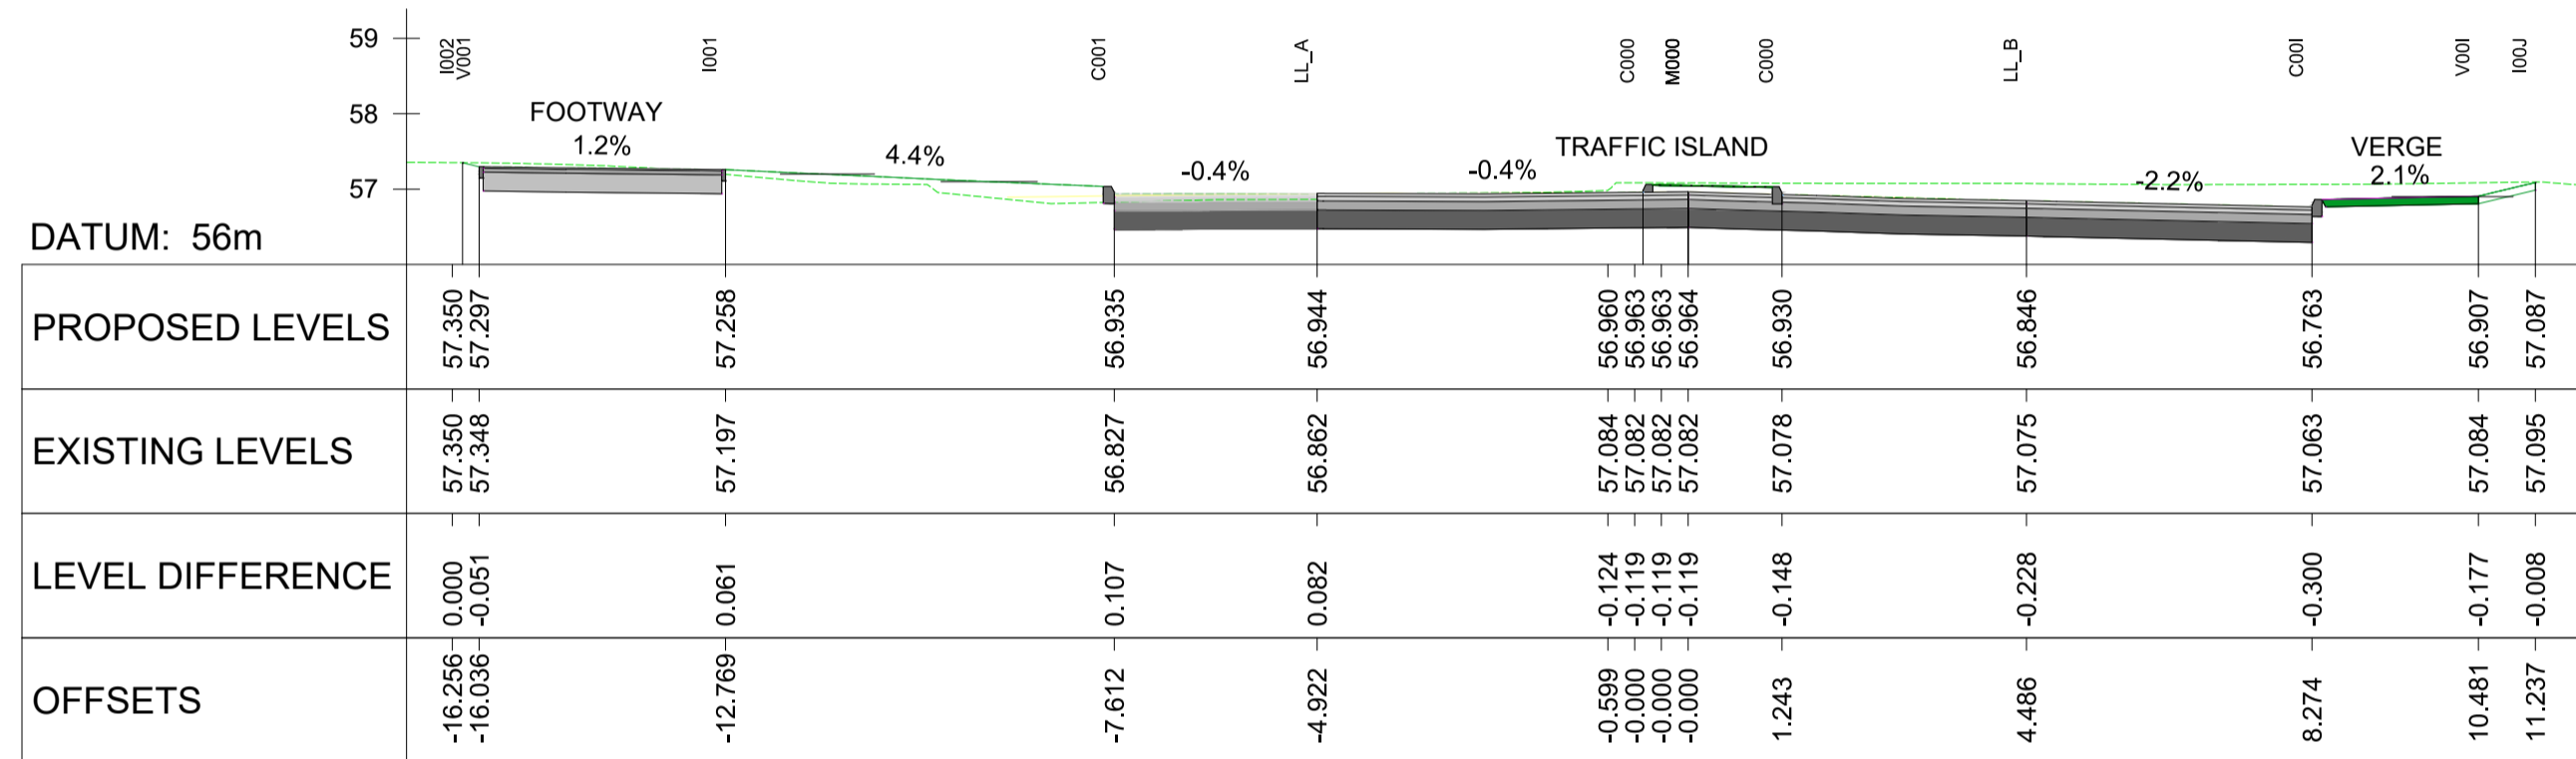 59
58
57
I002
V001
I001
C001
LL_A
C000
M000
C000
LL_B
C00I
V00I
I00J
FOOTWAY
1.2%
4.4%
-0.4%
-0.4%
TRAFFIC ISLAND
-2.2%
VERGE
2.1%
DATUM: 56m
PROPOSED LEVELS 57.350 57.297 57.258 56.935 56.944 56.960 56.963 56.963 56.964 56.930 56.846 56.763 56.907 57.087
EXISTING LEVELS 57.350 57.348 57.197 56.827 56.862 57.084 57.082 57.082 57.082 57.078 57.075 57.063 57.084 57.095
LEVEL DIFFERENCE 0.000 -0.051 0.061 0.107 0.082 -0.124 -0.119 -0.119 -0.119 -0.148 -0.228 -0.300 -0.177 -0.008
OFFSETS -16.256 -16.036 -12.769 -7.612 -4.922 -0.599 -0.000 -0.000 -0.000 1.243 4.486 8.274 10.481 11.237